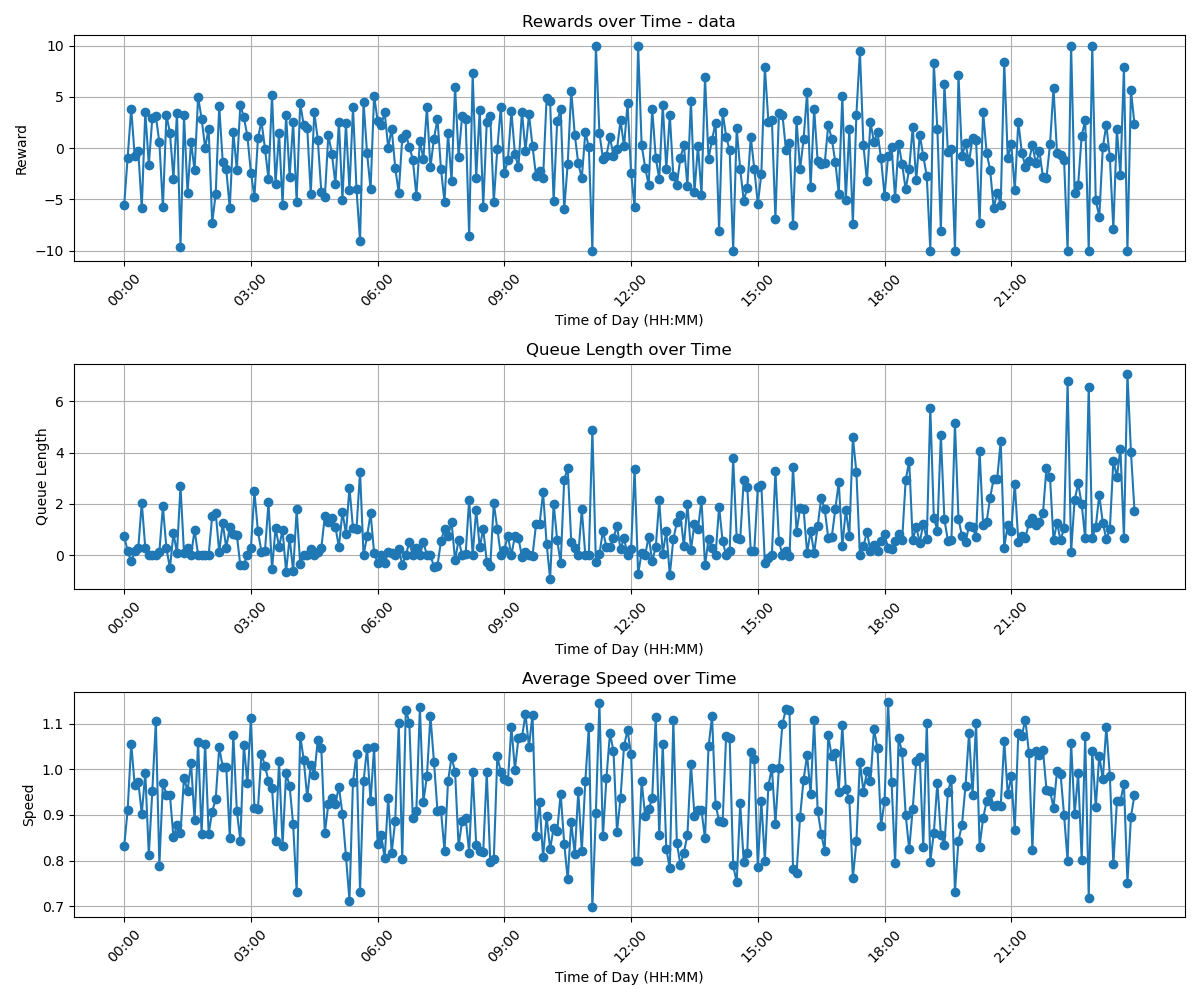 Rewards over Time - data
10
5
0
−5
−10
Reward
00:00 03:00 06:00 09:00 12:00 15:00 18:00 21:00
Time of Day (HH:MM)
Queue Length over Time
6
4
2
0
Queue Length
00:00 03:00 06:00 09:00 12:00 15:00 18:00 21:00
Time of Day (HH:MM)
Average Speed over Time
1.1
1.0
0.9
0.8
0.7
Speed
00:00 03:00 06:00 09:00 12:00 15:00 18:00 21:00
Time of Day (HH:MM)